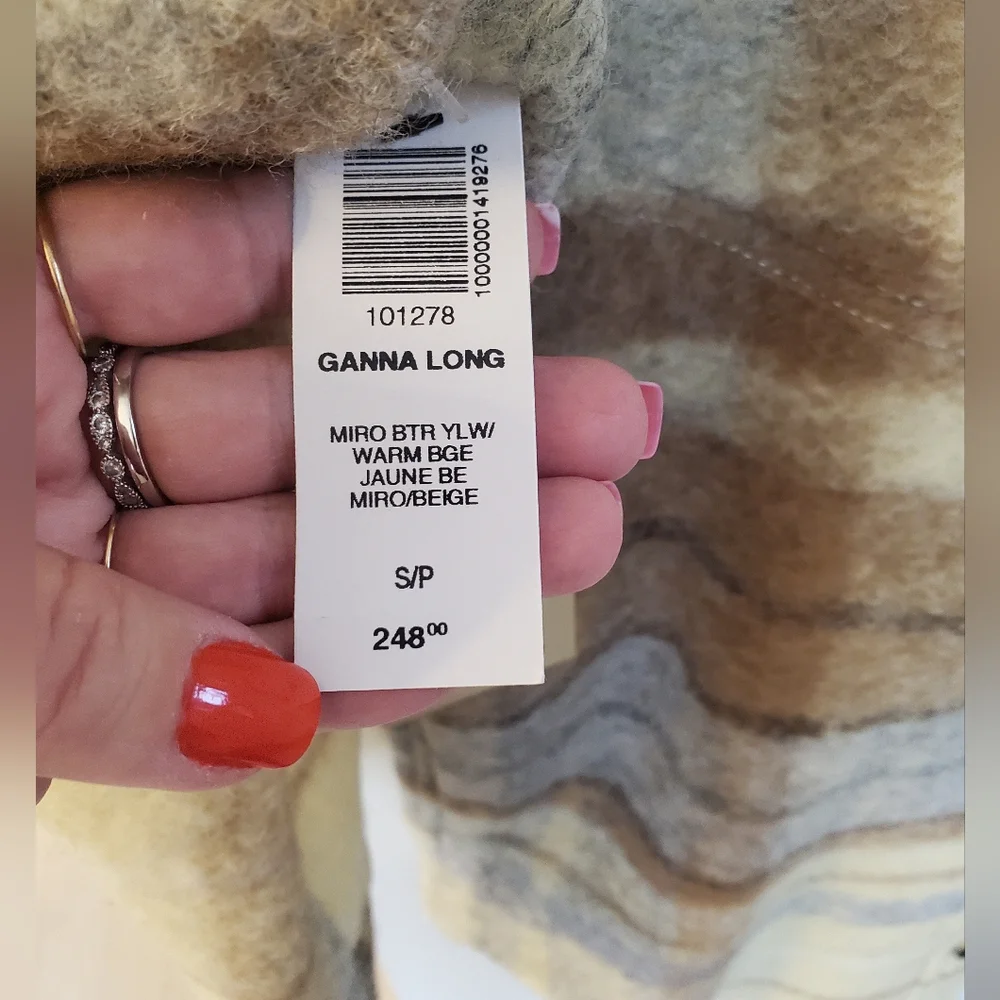 10000001419276
101278
GANNA LONG
MIRO BTR YLW/
WARM BGE
JAUNE BE
MIRO/BEIGE
S/P
248⁰⁰